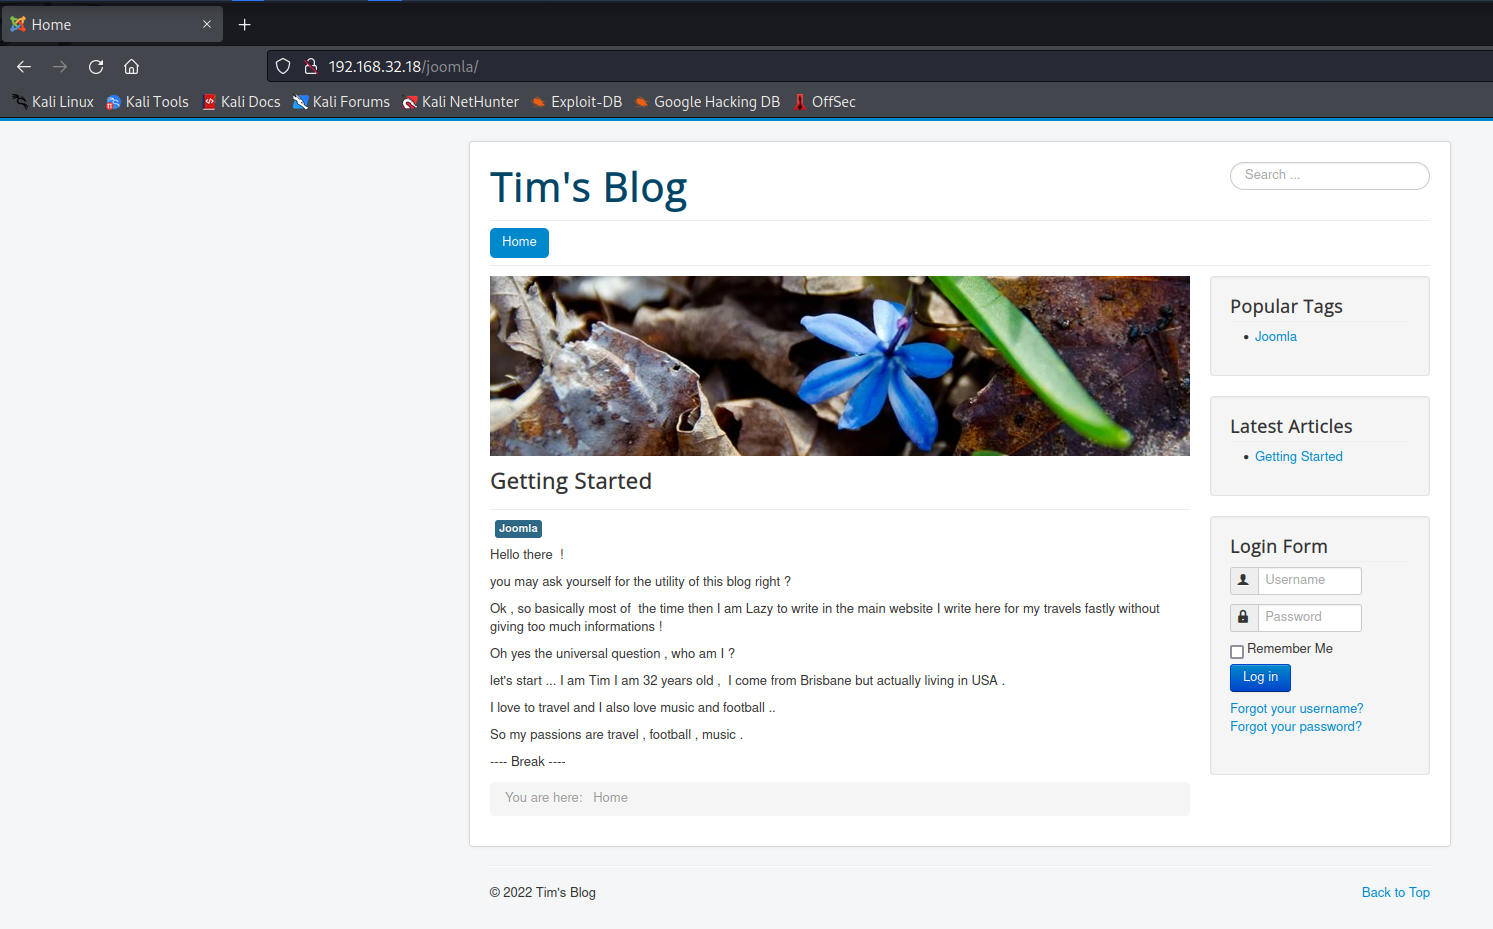 Home
192.168.32.18/joomla/
Kali Linux Kali Tools Kali Docs Kali Forums Kali NetHunter Exploit-DB Google Hacking DB OffSec
Tim's Blog
Search ...
Home
Getting Started
Joomla
Hello there  !
you may ask yourself for the utility of this blog right ?
Ok , so basically most of  the time then I am Lazy to write in the main website I write here for my travels fastly without
giving too much informations !
Oh yes the universal question , who am I ?
let's start ... I am Tim I am 32 years old ,  I come from Brisbane but actually living in USA .
I love to travel and I also love music and football ..
So my passions are travel , football , music .
---- Break ----
You are here: Home
Popular Tags
Joomla
Latest Articles
Getting Started
Login Form
Username
Password
Remember Me
Log in
Forgot your username?
Forgot your password?
© 2022 Tim's Blog
Back to Top